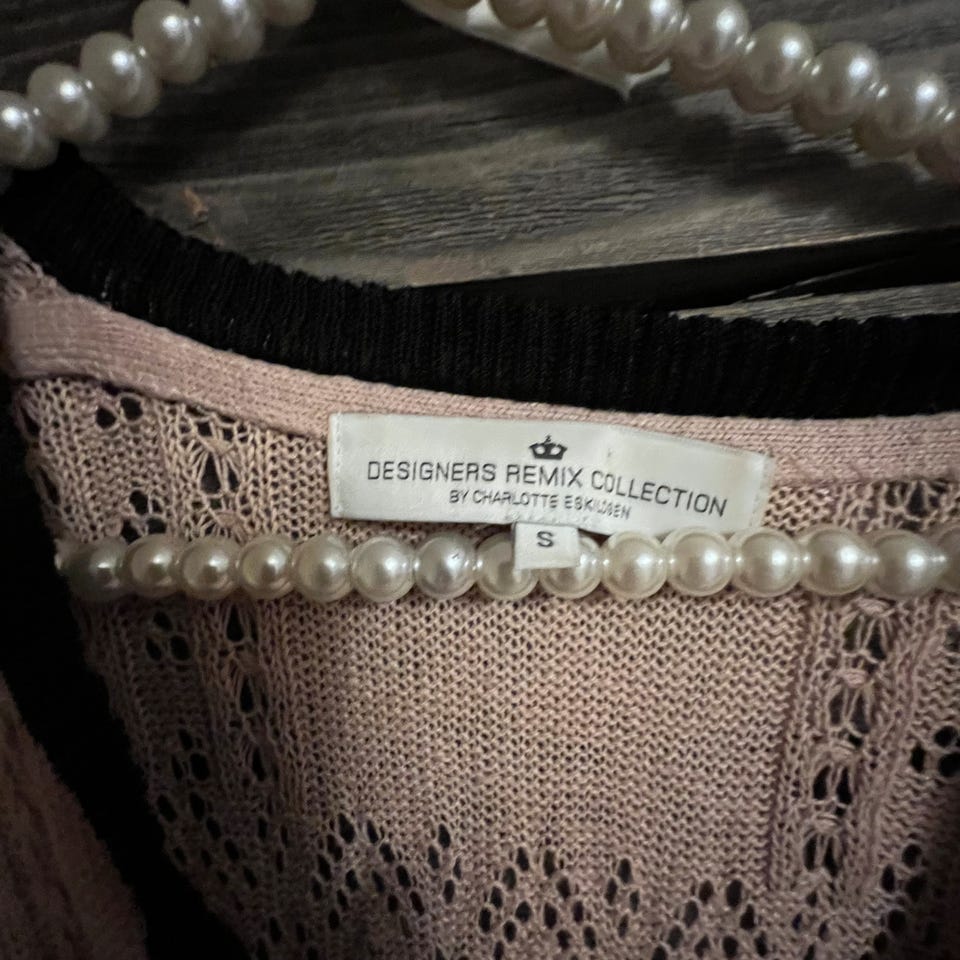 DESIGNERS REMIX COLLECTION
BY CHARLOTTE ESKILDSEN
S